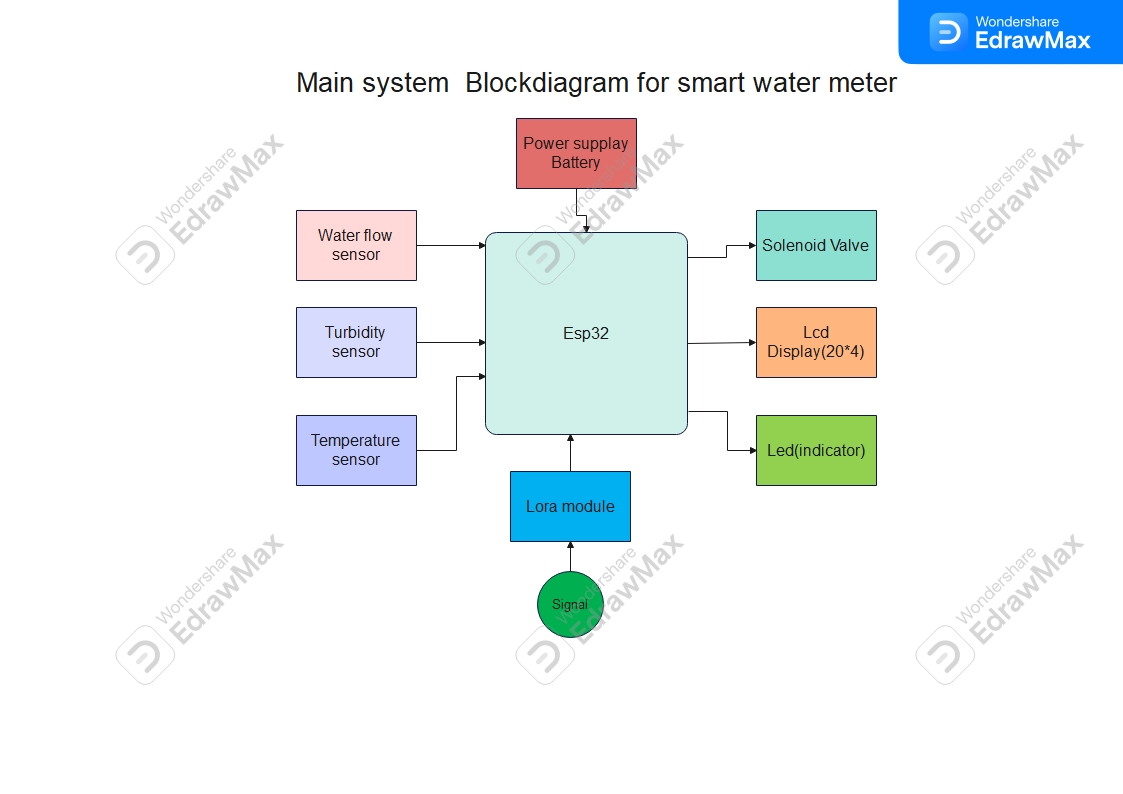 Wondershare
EdrawMax
Main system  Blockdiagram for smart water meter
Power supplay
Battery
Water flow
sensor
Solenoid Valve
Turbidity
sensor
Esp32
Lcd
Display(20*4)
Temperature
sensor
Led(indicator)
Lora module
Signal
Wondershare
EdrawMax
Wondershare
EdrawMax
Wondershare
EdrawMax
Wondershare
EdrawMax
Wondershare
EdrawMax
Wondershare
EdrawMax